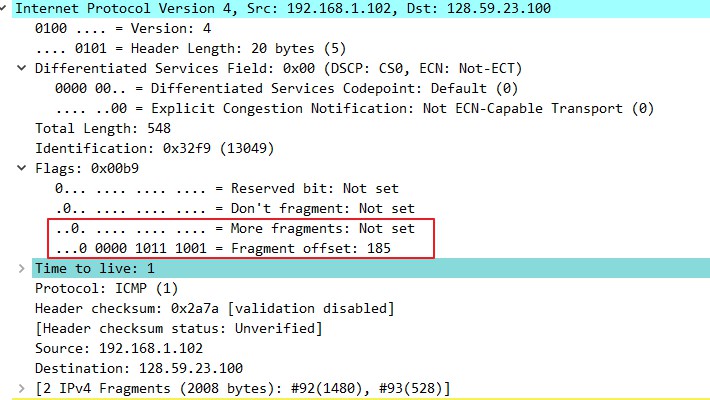 Internet Protocol Version 4, Src: 192.168.1.102, Dst: 128.59.23.100
0100 .... = Version: 4
.... 0101 = Header Length: 20 bytes (5)
Differentiated Services Field: 0x00 (DSCP: CS0, ECN: Not-ECT)
0000 00.. = Differentiated Services Codepoint: Default (0)
.... ..00 = Explicit Congestion Notification: Not ECN-Capable Transport (0)
Total Length: 548
Identification: 0x32f9 (13049)
Flags: 0x00b9
0... .... .... .... = Reserved bit: Not set
.0.. .... .... .... = Don't fragment: Not set
..0. .... .... .... = More fragments: Not set
...0 0000 1011 1001 = Fragment offset: 185
Time to live: 1
Protocol: ICMP (1)
Header checksum: 0x2a7a [validation disabled]
[Header checksum status: Unverified]
Source: 192.168.1.102
Destination: 128.59.23.100
[2 IPv4 Fragments (2008 bytes): #92(1480), #93(528)]